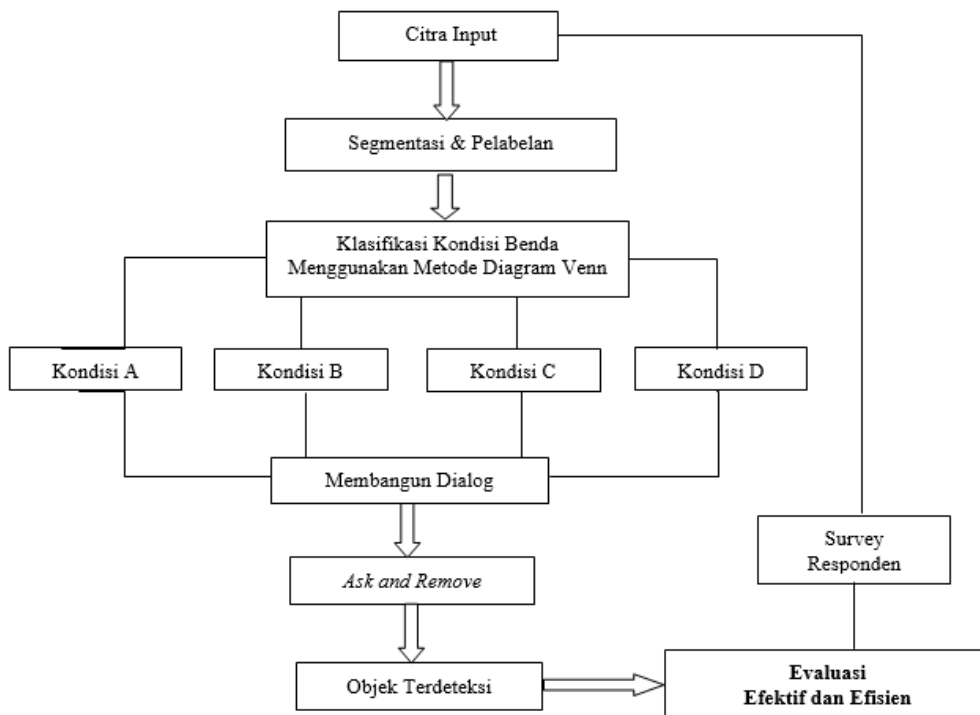 Citra Input
Segmentasi & Pelabelan
Klasifikasi Kondisi Benda
Menggunakan Metode Diagram Venn
Kondisi A
Kondisi B
Kondisi C
Kondisi D
Membangun Dialog
Ask and Remove
Objek Terdeteksi
Survey
Responden
Evaluasi
Efektif dan Efisien